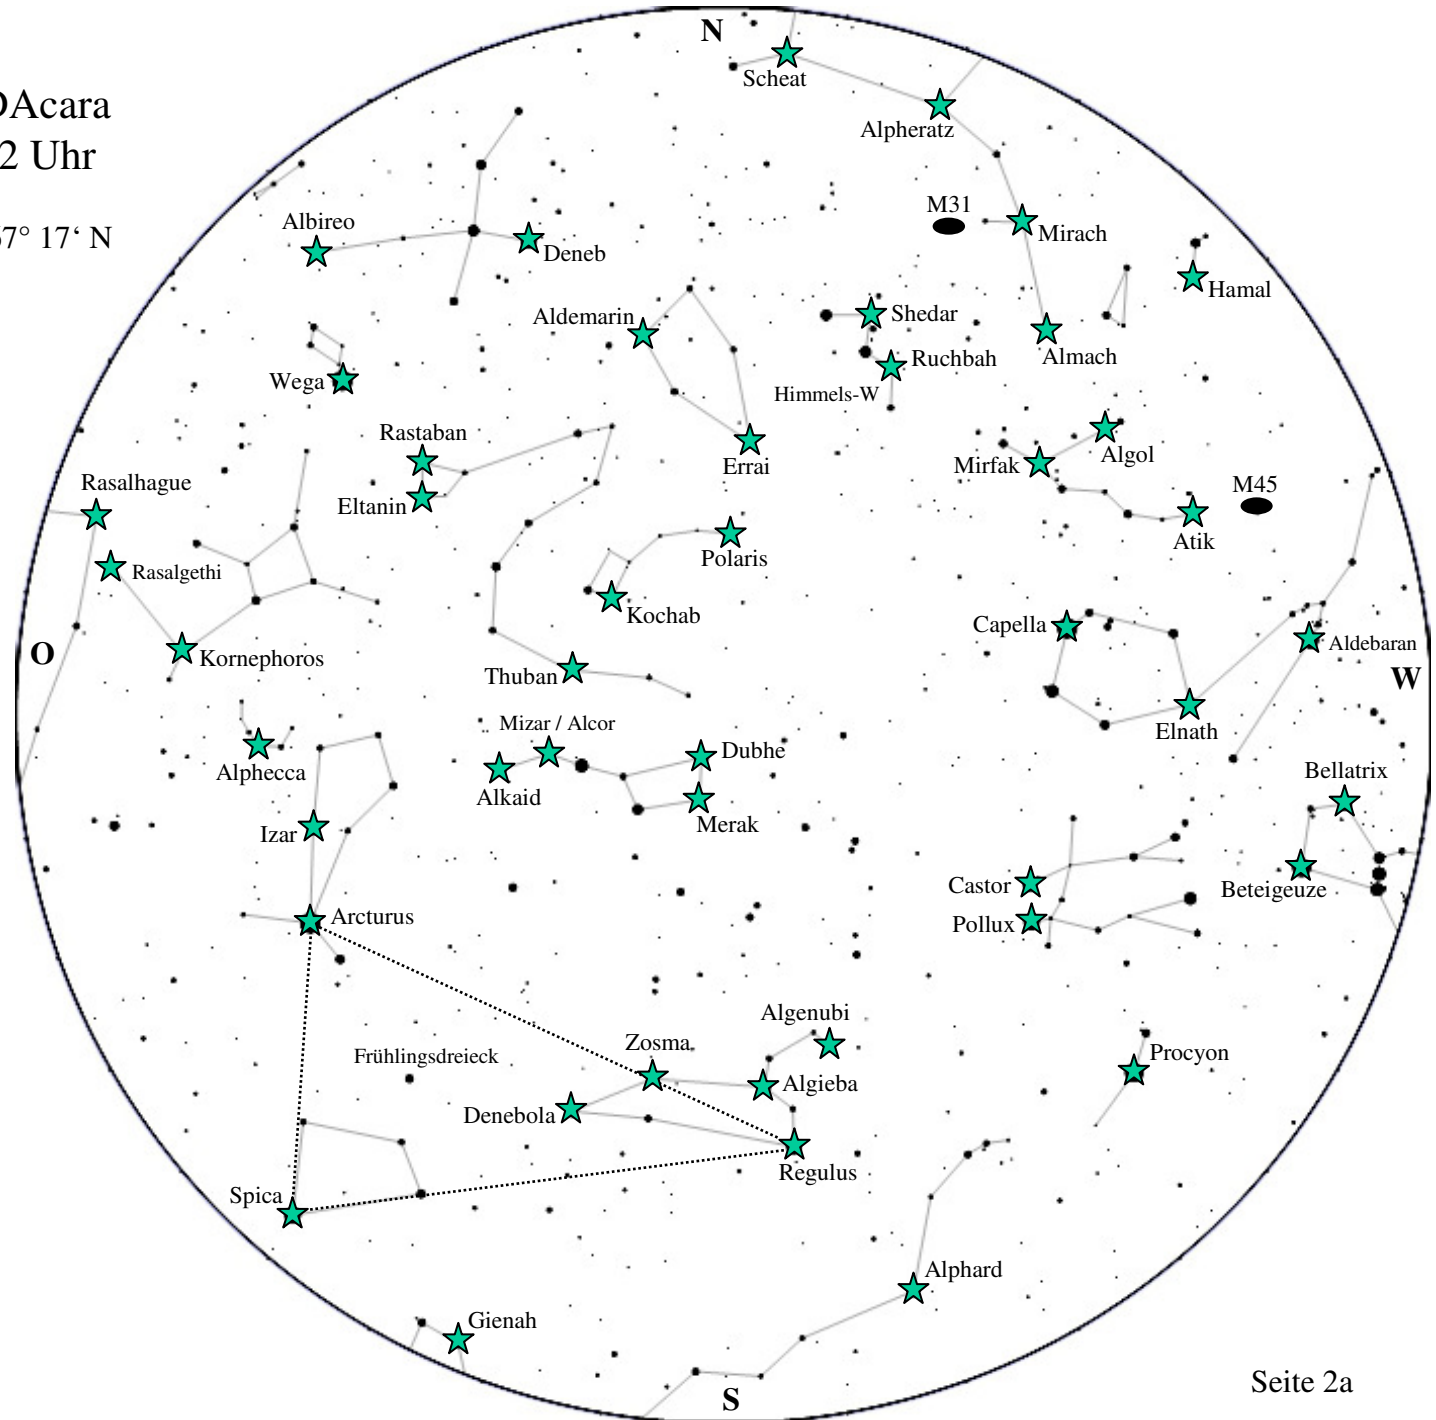 N
Scheat
Acara
Alpheratz
2 Uhr
M31
Albireo
Mirach
7° 17‘ N
Deneb
Hamal
Aldemarin
Shedar
Almach
Ruchbah
Wega
Himmels-W
Rastaban
Algol
Mirfak
Errai
Rasalhague
M45
Eltanin
Atik
Polaris
Rasalgethi
Kochab
Capella
Aldebaran
O
Kornephoros
Thuban
W
Mizar / Alcor
Elnath
Dubhe
Alphecca
Bellatrix
Alkaid
Merak
Izar
Castor
Beteigeuze
Arcturus
Pollux
Algenubi
Zosma
Frühlingsdreieck
Procyon
Algieba
Denebola
Regulus
Spica
Alphard
Gienah
Seite 2a
S